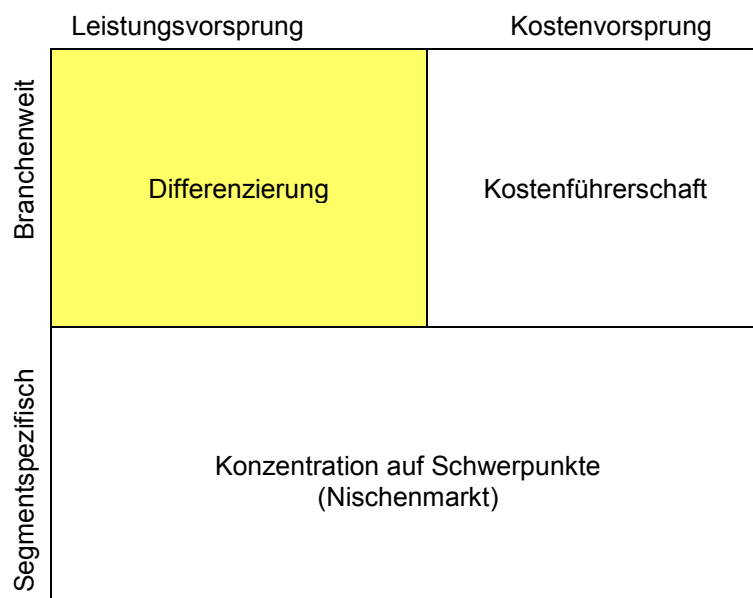 Leistungsvorsprung Kostenvorsprung
Branchenweit
Differenzierung Kostenführerschaft
Segmentspezifisch
Konzentration auf Schwerpunkte
(Nischenmarkt)